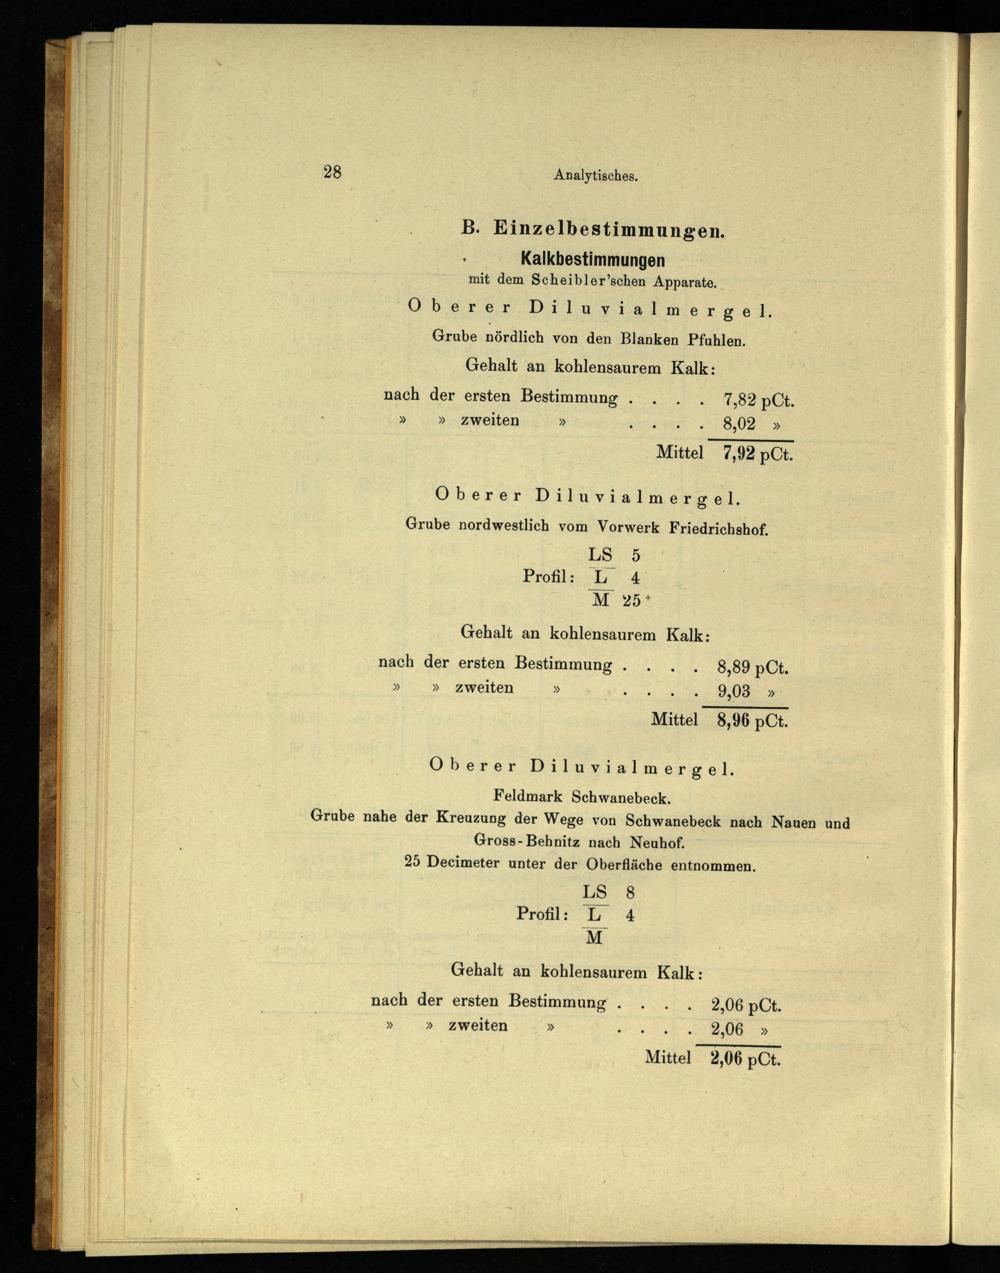 28 Analytisches.
B. Einzelbestimmungen.
Kalkbestimmungen
mit dem Scheibler'schen Apparate.
Oberer Diluvialmergel.
Grube nördlich von den Blanken Pfuhlen.
Gehalt an kohlensaurem Kalk:
nach der ersten Bestimmung . . . . 7,82 pCt.
» » zweiten » . . . . 8,02 »
Mittel 7,92 pCt.
Oberer Diluvialmergel.
Grube nordwestlich vom Vorwerk Friedrichshof.
LS 5
Profil: L 4
M 25+
Gehalt an kohlensaurem Kalk:
nach der ersten Bestimmung . . . . 8,89 pCt.
» » zweiten » . . . . 9,03 »
Mittel 8,96 pCt.
Oberer Diluvialmergel.
Feldmark Schwanebeck.
Grube nahe der Kreuzung der Wege von Schwanebeck nach Nauen und
Gross-Behnitz nach Neuhof.
25 Decimeter unter der Oberfläche entnommen.
LS 8
Profil: L 4
M
Gehalt an kohlensaurem Kalk:
nach der ersten Bestimmung . . . . 2,06 pCt.
» » zweiten » . . . . 2,06 »
Mittel 2,06 pCt.